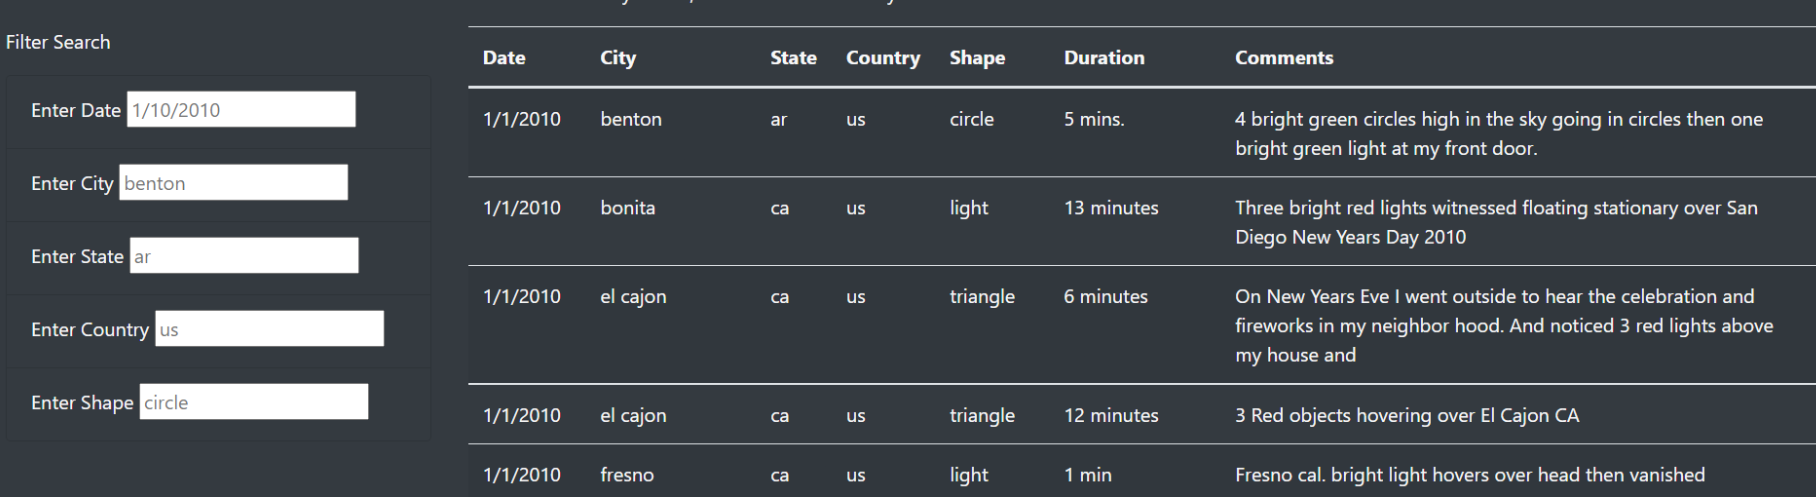 Filter Search
Enter Date 1/10/2010
Enter City benton
Enter State ar
Enter Country us
Enter Shape circle
Date City State Country Shape Duration Comments
1/1/2010 benton ar us circle 5 mins. 4 bright green circles high in the sky going in circles then one
bright green light at my front door.
1/1/2010 bonita ca us light 13 minutes Three bright red lights witnessed floating stationary over San
Diego New Years Day 2010
1/1/2010 el cajon ca us triangle 6 minutes On New Years Eve I went outside to hear the celebration and
fireworks in my neighbor hood. And noticed 3 red lights above
my house and
1/1/2010 el cajon ca us triangle 12 minutes 3 Red objects hovering over El Cajon CA
1/1/2010 fresno ca us light 1 min Fresno cal. bright light hovers over head then vanished